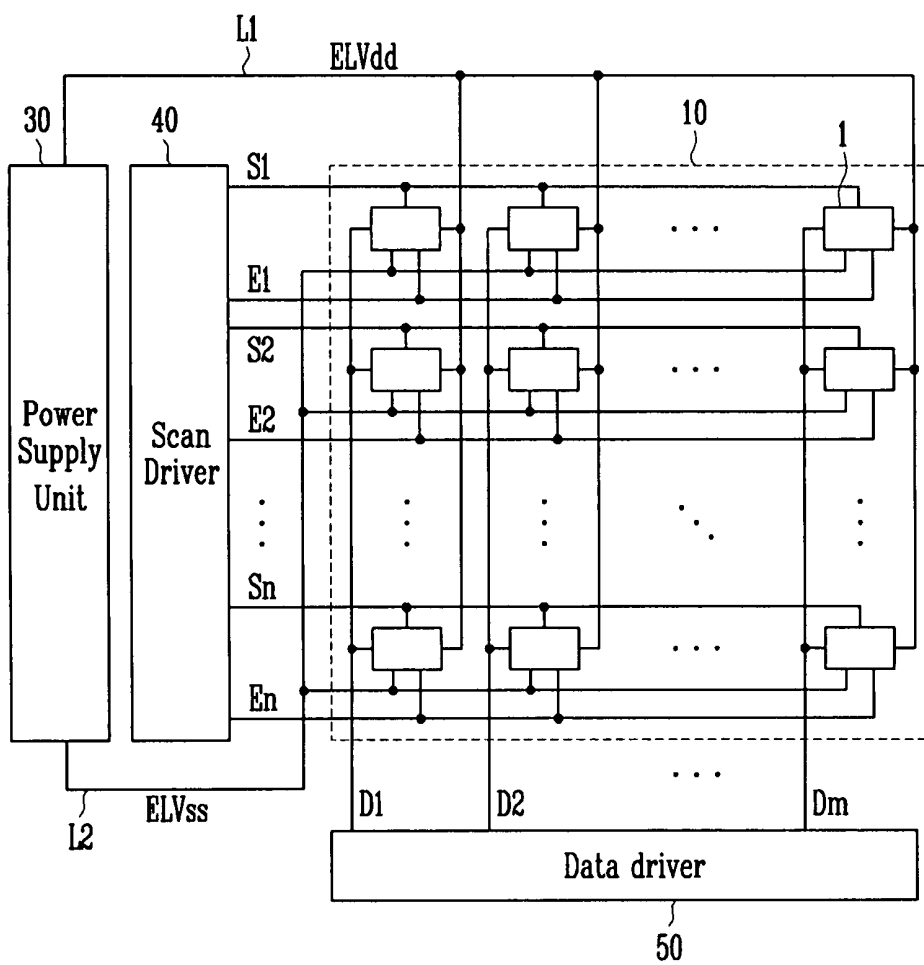 L1
ELVdd
30
40
10
1
S1
E1
S2
E2
Power
Supply
Unit
Scan
Driver
Sn
En
ELVss
L2
D1
D2
Dm
Data driver
50